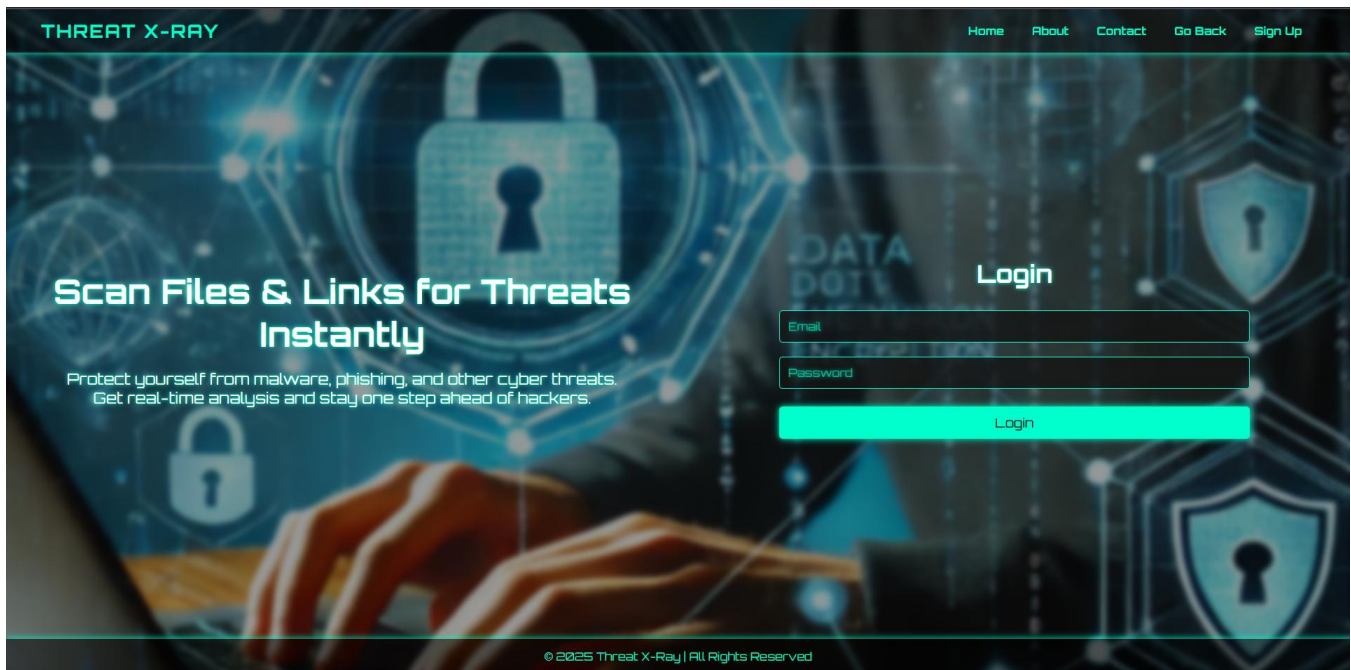 THREAT X-RAY
Home About Contact Go Back Sign Up
Scan Files & Links for Threats
Instantly
Protect yourself from malware, phishing, and other cyber threats.
Get real-time analysis and stay one step ahead of hackers.
DATA
Login
Email
ENCRYPTION
Password
Login
© 2025 Threat X-Ray | All Rights Reserved